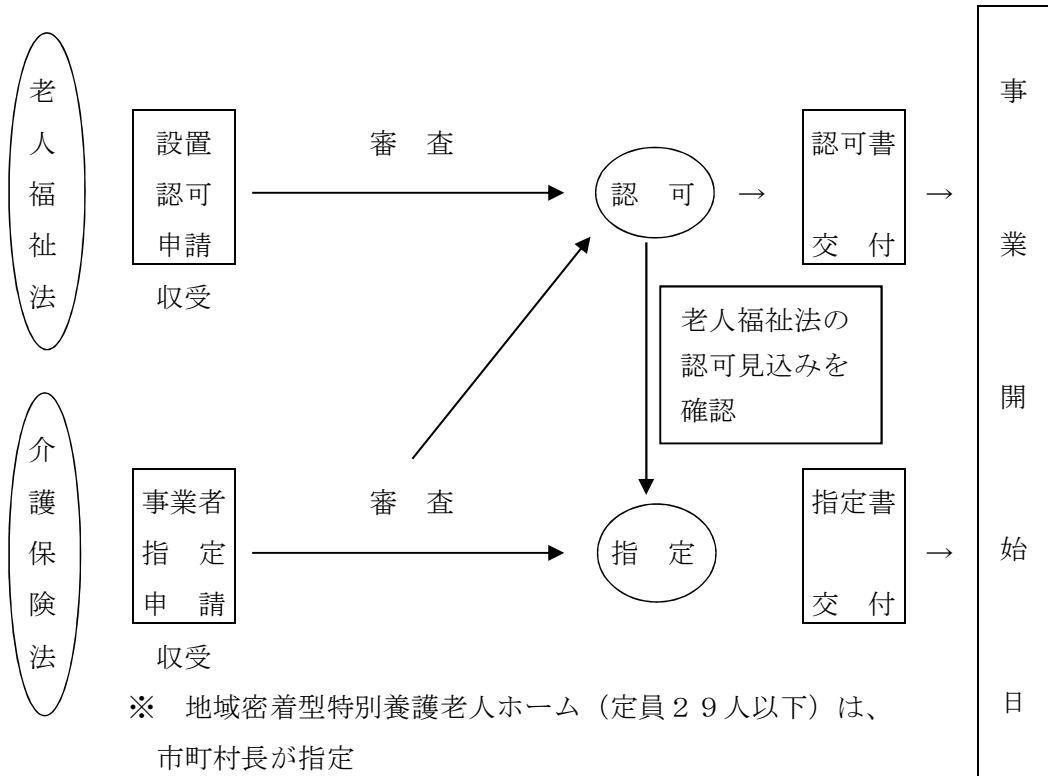 老人福祉法
設置
認可
申請
収受
審　査
認　可
→
認可書
交　付
→
老人福祉法の
認可見込みを
確認
介護保険法
事業者
指　定
申　請
収受
審　査
指　定
指定書
交　付
→
事業開始日
※　地域密着型特別養護老人ホーム（定員２９人以下）は、
市町村長が指定